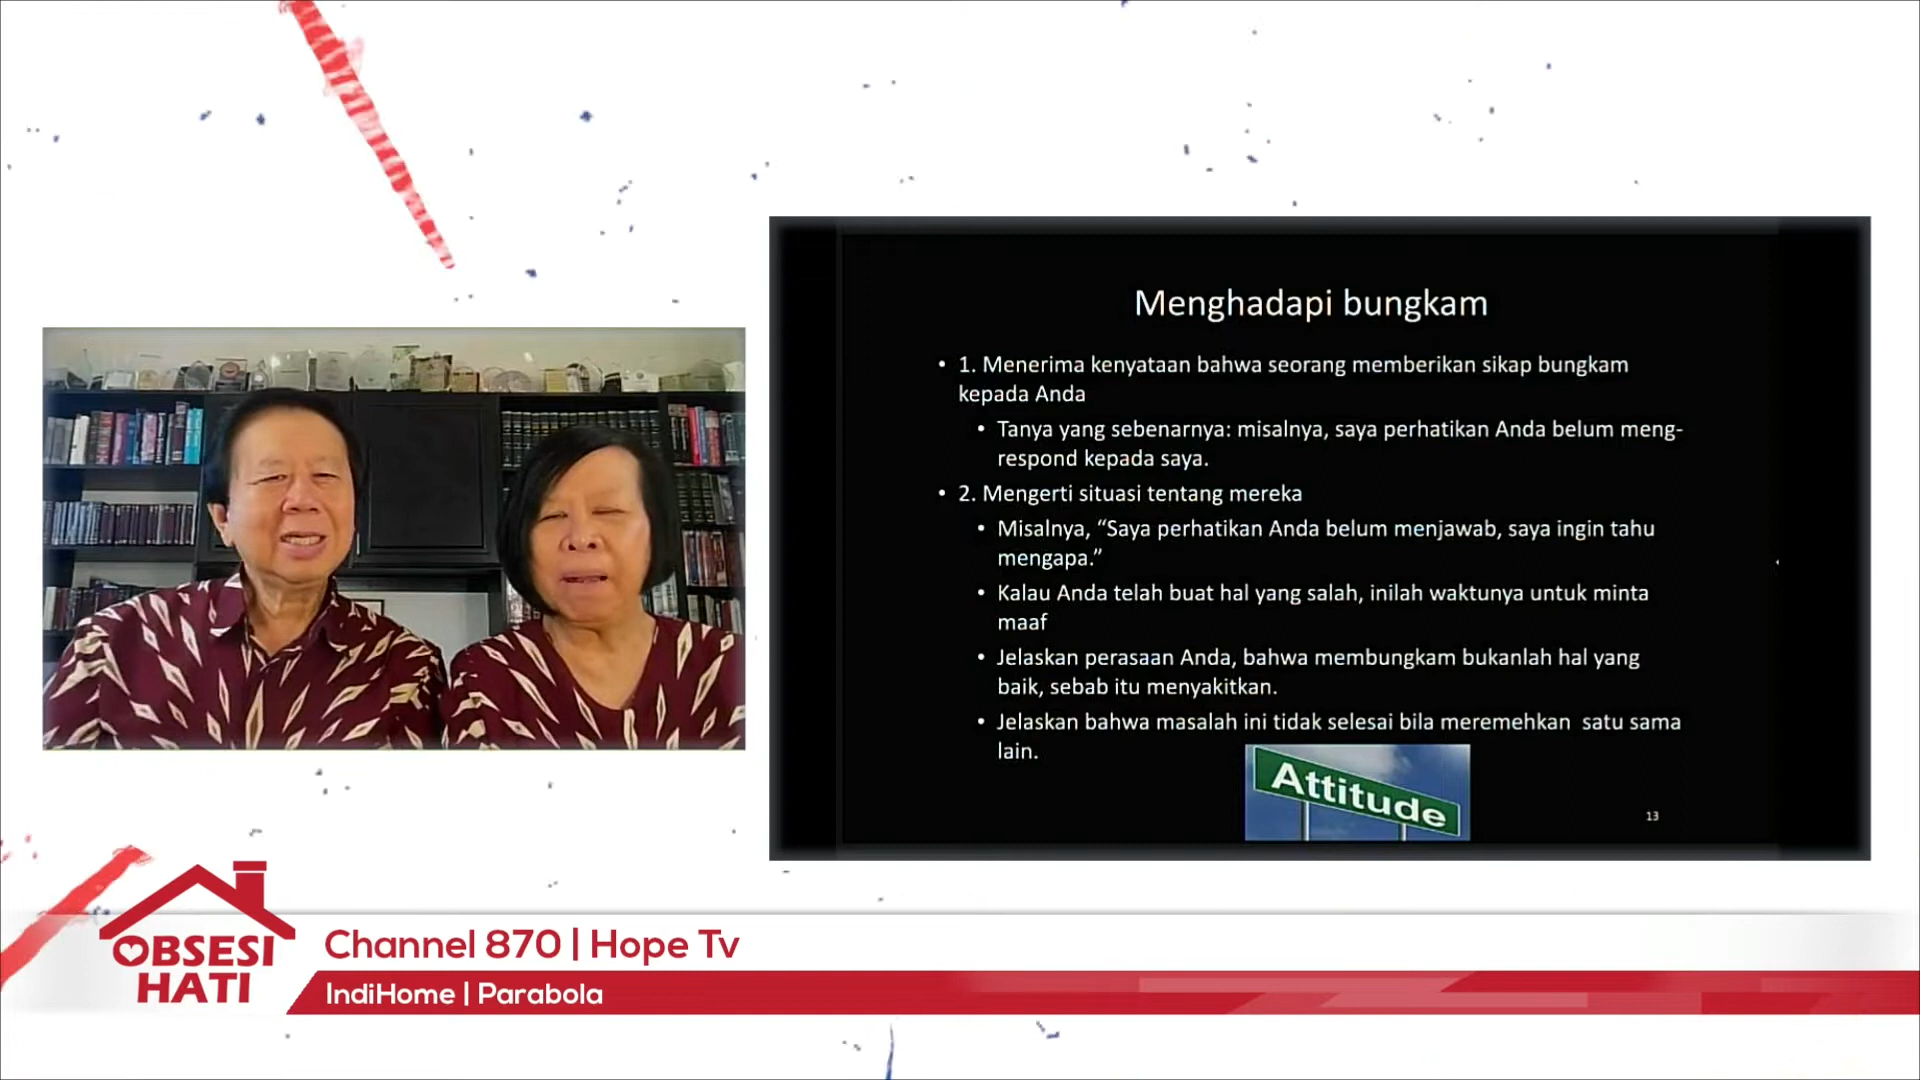 Menghadapi bungkam
• 1. Menerima kenyataan bahwa seorang memberikan sikap bungkam
kepada Anda
• Tanya yang sebenarnya: misalnya, saya perhatikan Anda belum meng-
respond kepada saya.
• 2. Mengerti situasi tentang mereka
• Misalnya, “Saya perhatikan Anda belum menjawab, saya ingin tahu
mengapa.”
• Kalau Anda telah buat hal yang salah, inilah waktunya untuk minta
maaf
• Jelaskan perasaan Anda, bahwa membungkam bukanlah hal yang
baik, sebab itu menyakitkan.
• Jelaskan bahwa masalah ini tidak selesai bila meremehkan satu sama
lain.
Attitude
13
OBSESI
HATI
Channel 870 | Hope Tv
IndiHome | Parabola